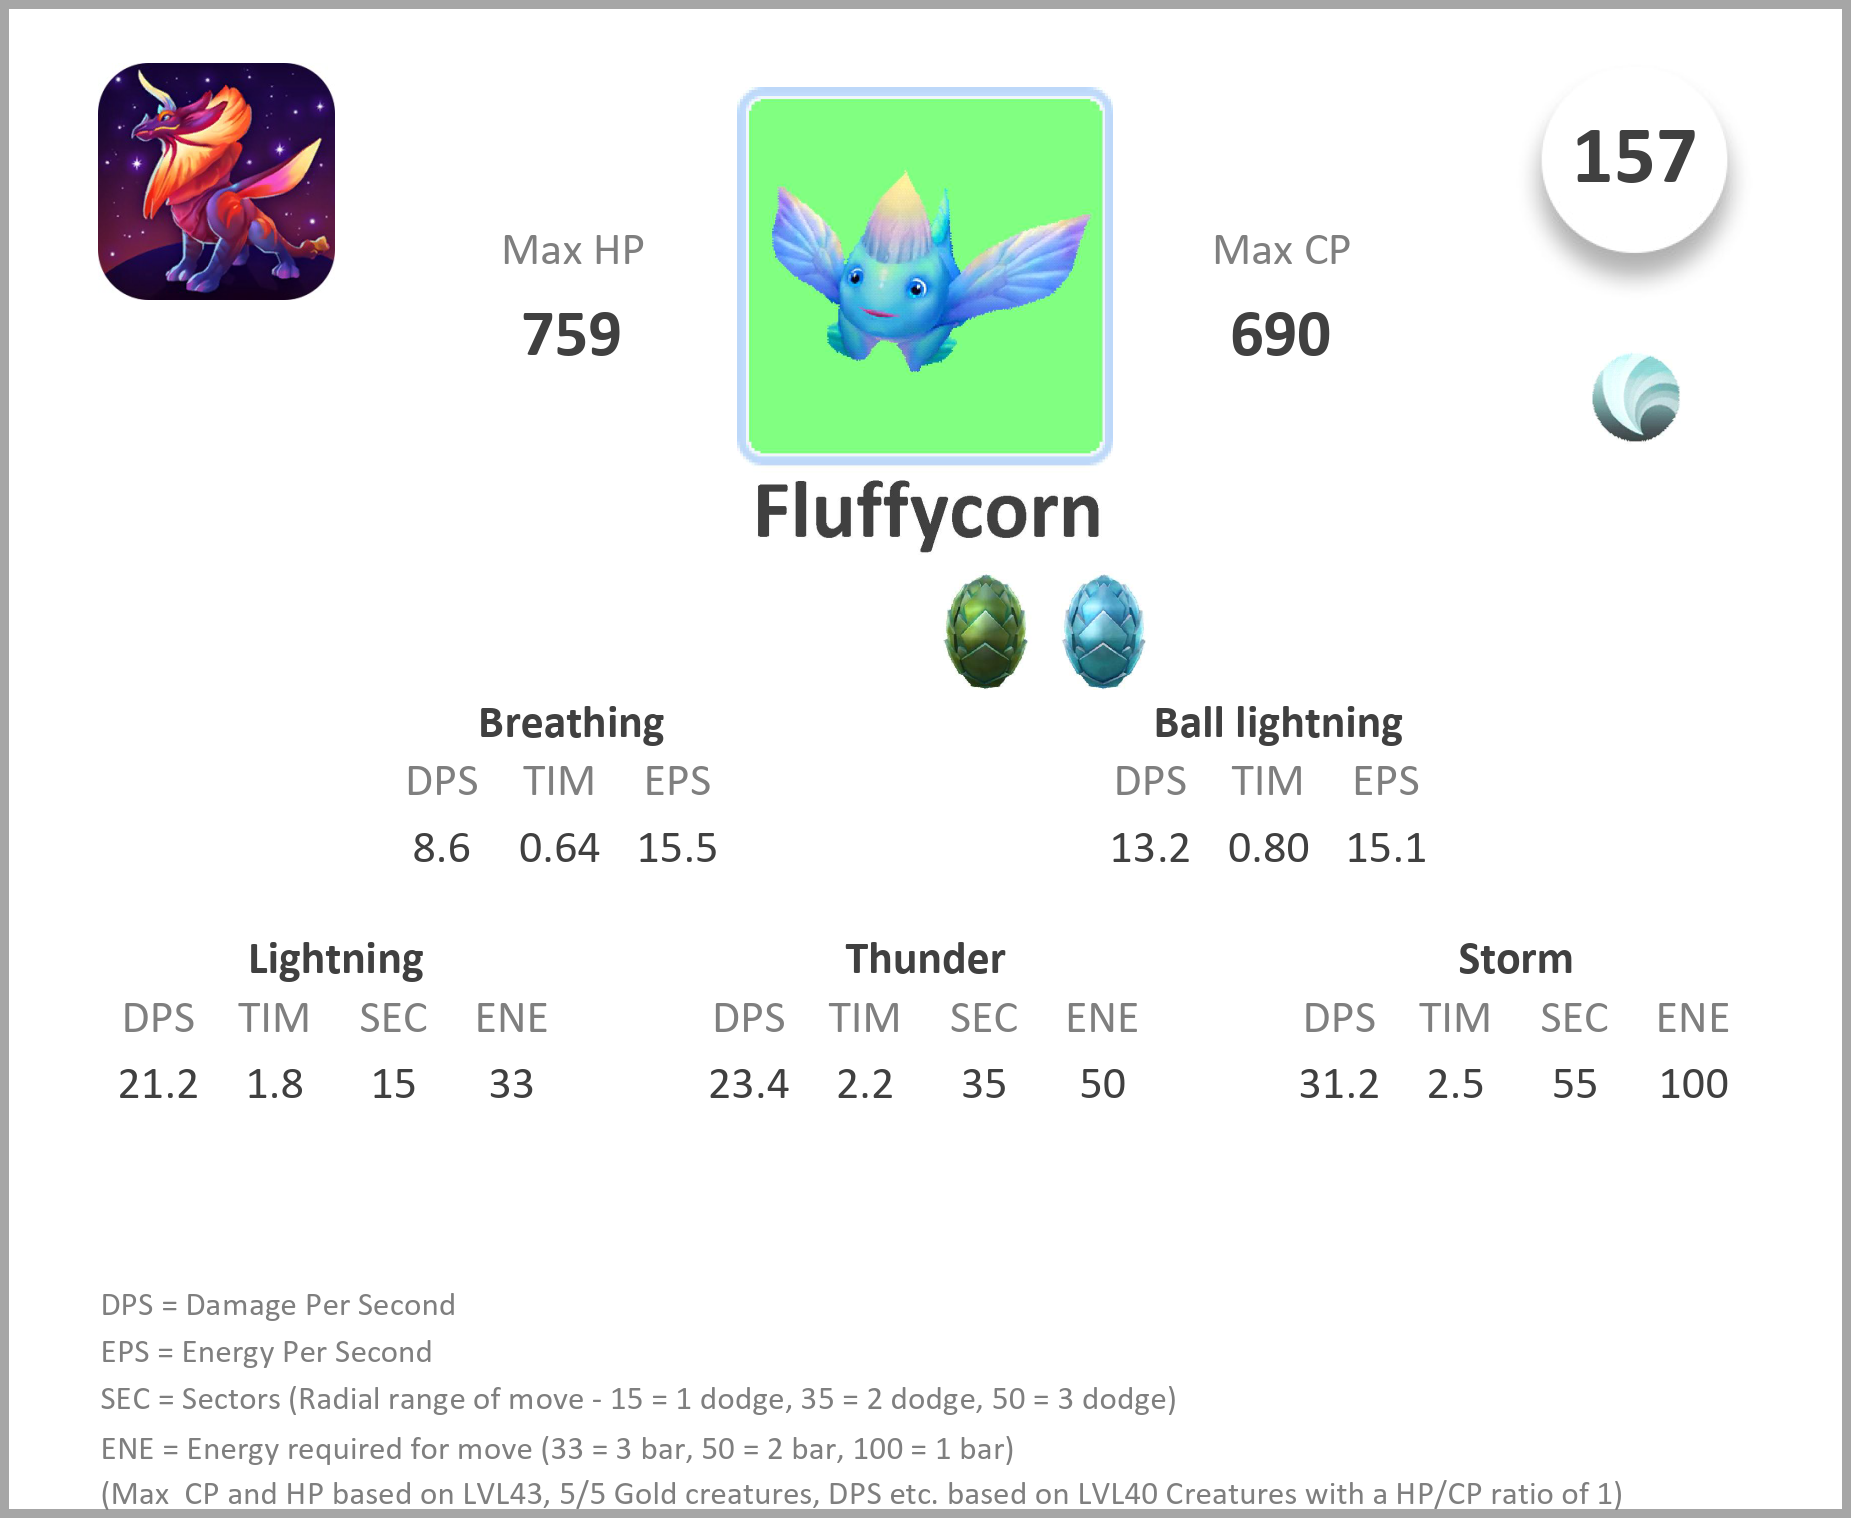 157
Max HP
Max CP
759
690
Fluffycorn
Breathing
Ball lightning
DPS TIM EPS
DPS TIM EPS
8.6 0.64 15.5
13.2 0.80 15.1
Lightning
Thunder
Storm
DPS TIM SEC ENE
DPS TIM SEC ENE
DPS TIM SEC ENE
21.2 1.8 15 33
23.4 2.2 35 50
31.2 2.5 55 100
DPS = Damage Per Second
EPS = Energy Per Second
SEC = Sectors (Radial range of move - 15 = 1 dodge, 35 = 2 dodge, 50 = 3 dodge)
ENE = Energy required for move (33 = 3 bar, 50 = 2 bar, 100 = 1 bar)
(Max  CP and HP based on LVL43, 5/5 Gold creatures, DPS etc. based on LVL40 Creatures with a HP/CP ratio of 1)